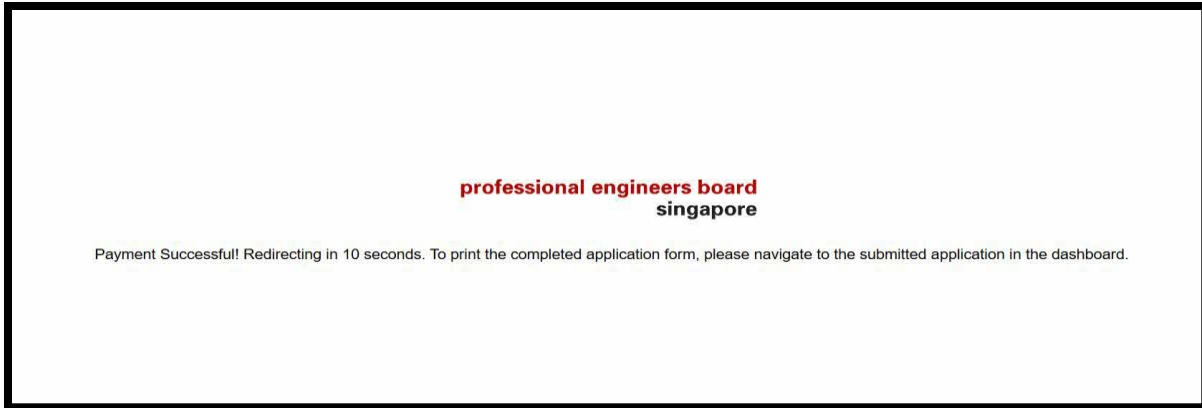 professional engineers board
singapore
Payment Successful! Redirecting in 10 seconds. To print the completed application form, please navigate to the submitted application in the dashboard.